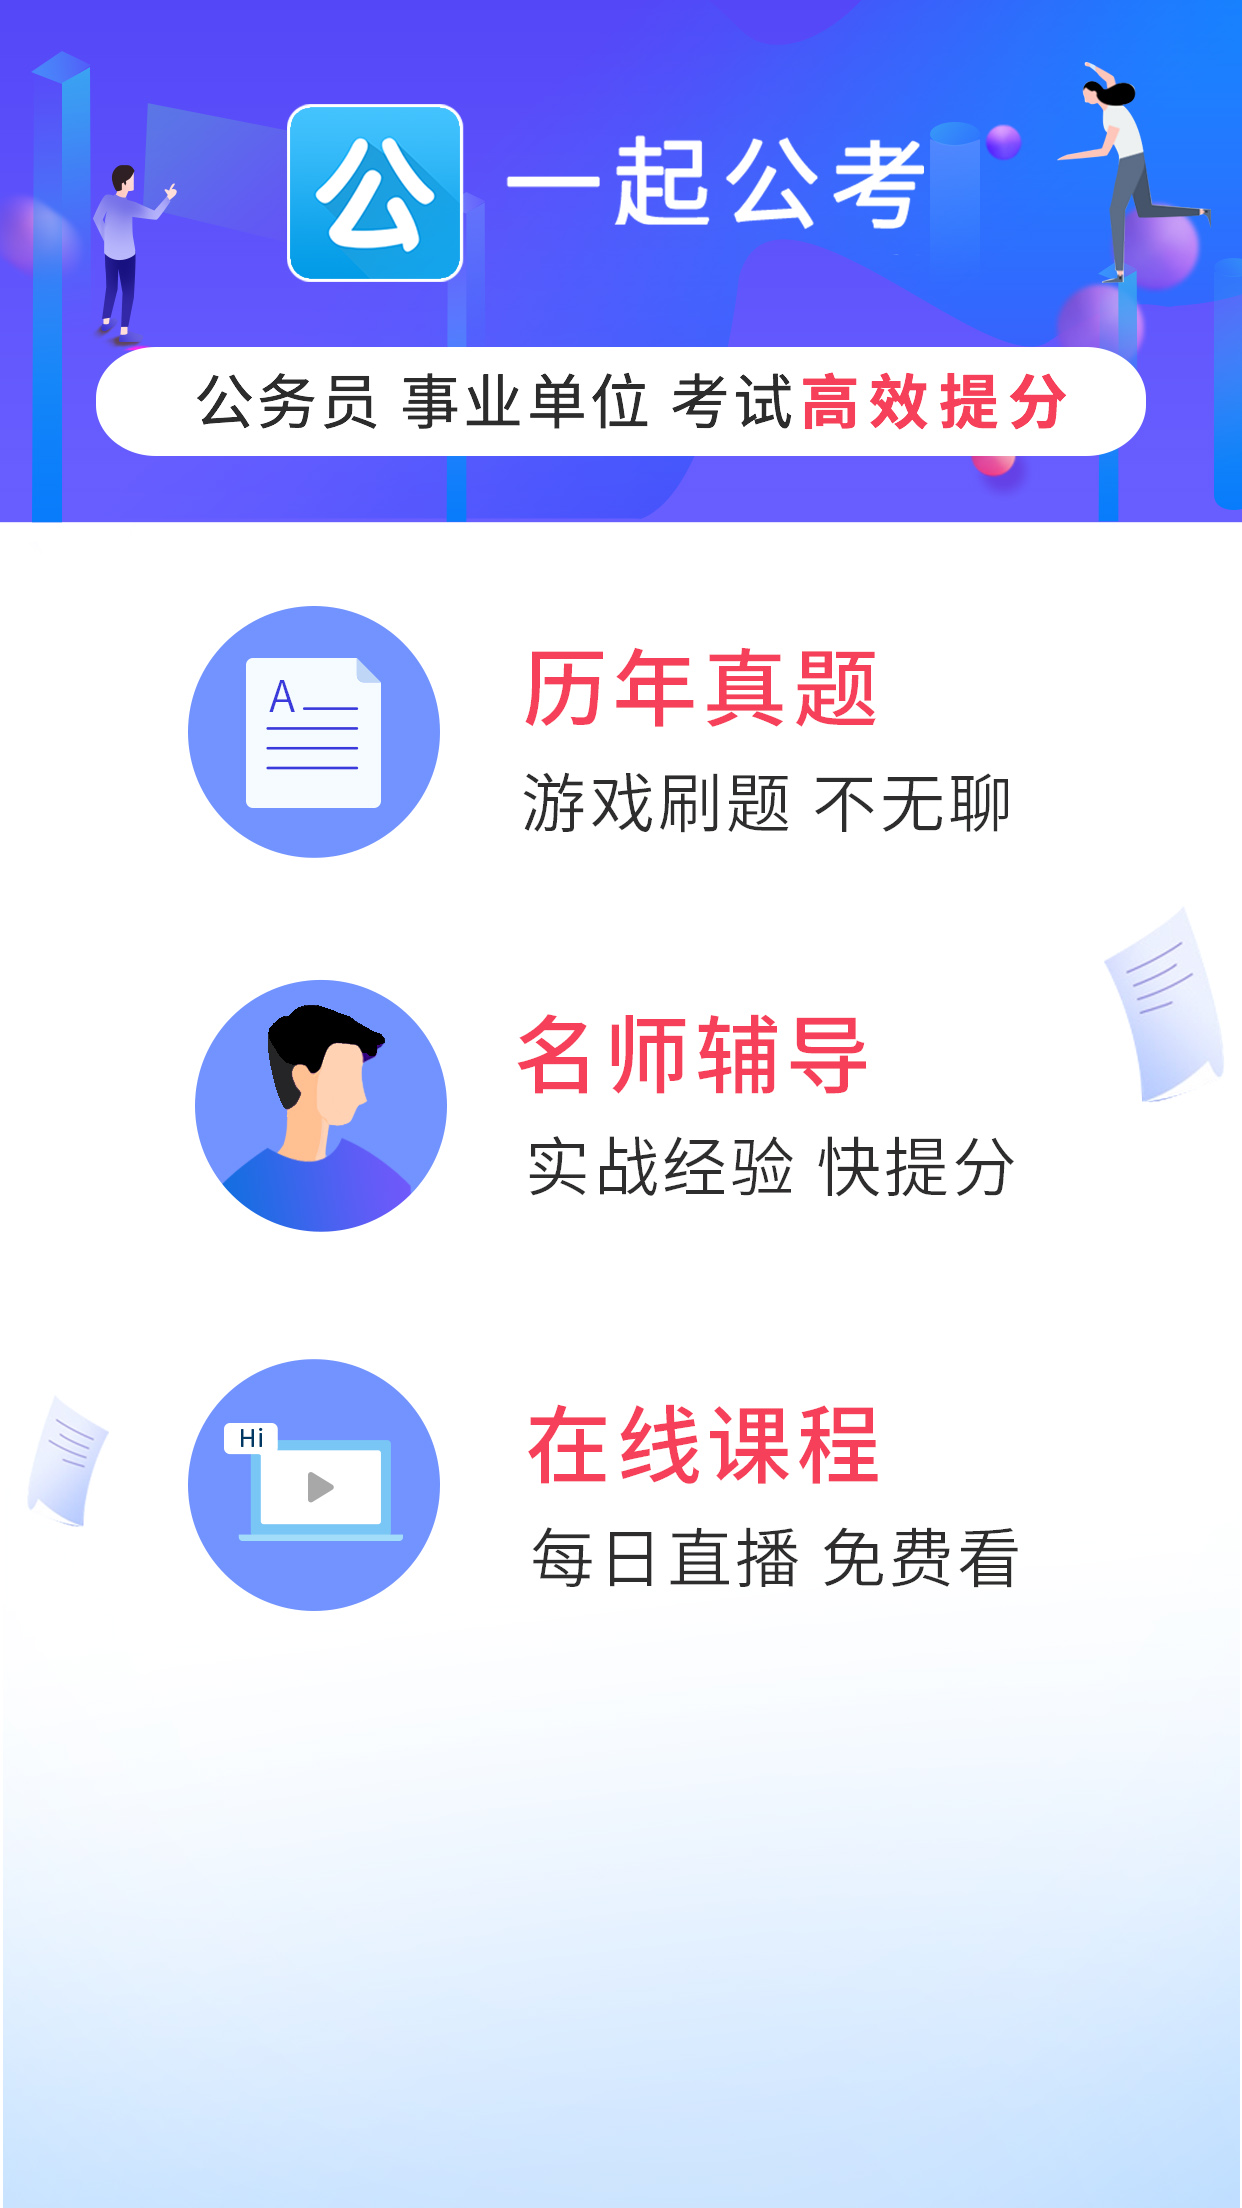 公
一起公考
公务员 事业单位 考试高效提分
A
历年真题
游戏刷题 不无聊
名师辅导
实战经验 快提分
Hi
在线课程
每日直播 免费看